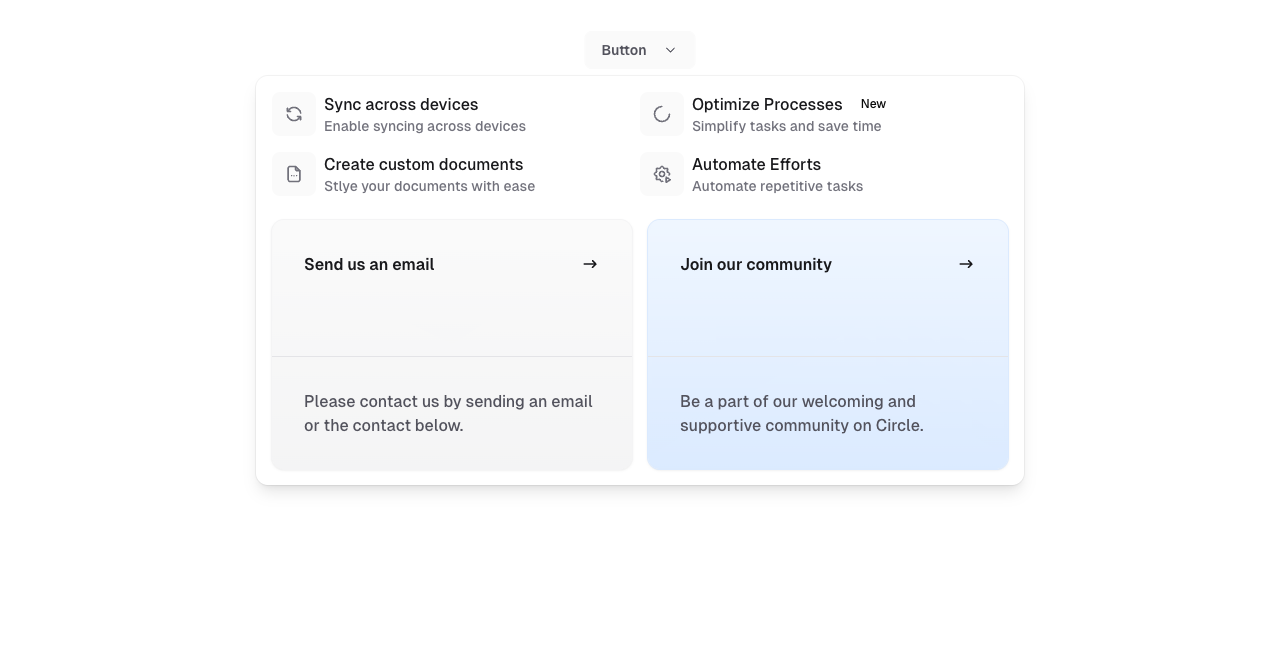 Button
Sync across devices
Enable syncing across devices
Optimize Processes New
Simplify tasks and save time
Create custom documents
Stlye your documents with ease
Automate Efforts
Automate repetitive tasks
Send us an email
Please contact us by sending an email
or the contact below.
Join our community
Be a part of our welcoming and
supportive community on Circle.